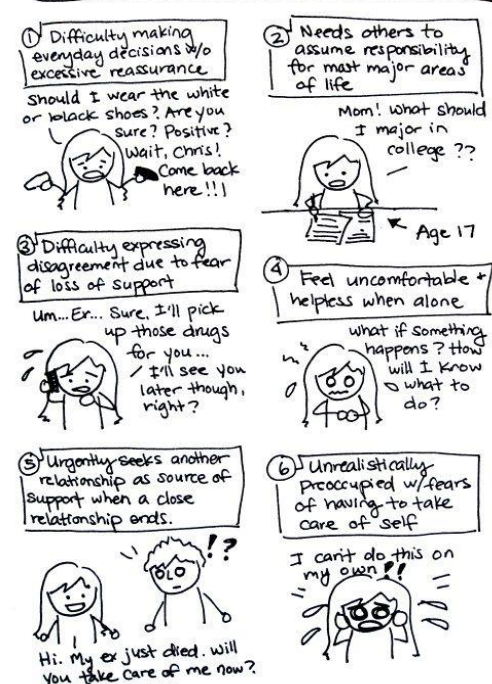 ① Difficulty making
everyday decisions w/o
excessive reassurance
Should I wear the white
or black shoes? Are you
sure? Positive?
Wait, Chris!
Come back
here!!!
② Needs others to
assume responsibility
for most major areas
of life
Mom! What should
I major in
college ??
Age 17
③ Difficulty expressing
disagreement due to fear
of loss of support
Um... Er... Sure. I'll pick
up those drugs
for you...
I'll see you
later though,
right?
④ Feel uncomfortable +
helpless when alone
What if something
happens? How
will I know
what to
do?
⑤ Urgently seeks another
relationship as source of
support when a close
relationship ends.
!?
Hi. My ex just died. Will
you take care of me now?
⑥ Unrealistically
preoccupied w/fears
of having to take
care of self
I can't do this on
my own!!